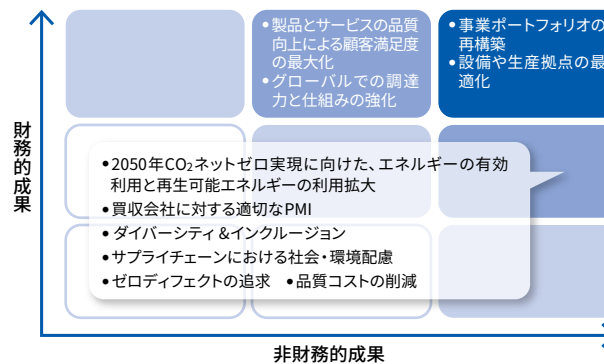 • 製品とサービスの品質
向上による顧客満足度
の最大化
• グローバルでの調達
力と仕組みの強化
• 事業ポートフォリオの
再構築
• 設備や生産拠点の最
適化
財務的成果
• 2050年CO₂ネットゼロ実現に向けた、エネルギーの有効
利用と再生可能エネルギーの利用拡大
• 買収会社に対する適切なPMI
• ダイバーシティ&インクルージョン
• サプライチェーンにおける社会・環境配慮
• ゼロディフェクトの追求 • 品質コストの削減
非財務的成果